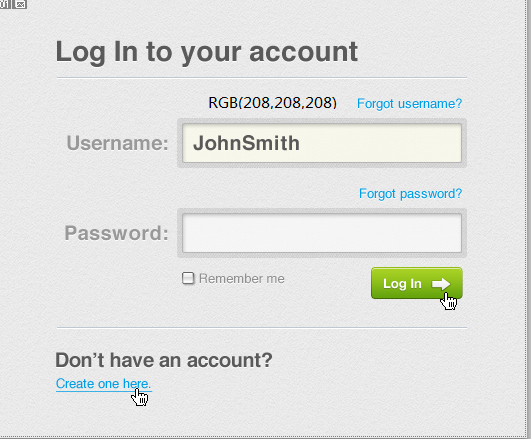 Log In to your account
RGB(208,208,208) Forgot username?
Username: JohnSmith
Forgot password?
Password:
Remember me Log In
Don't have an account?
Create one here.